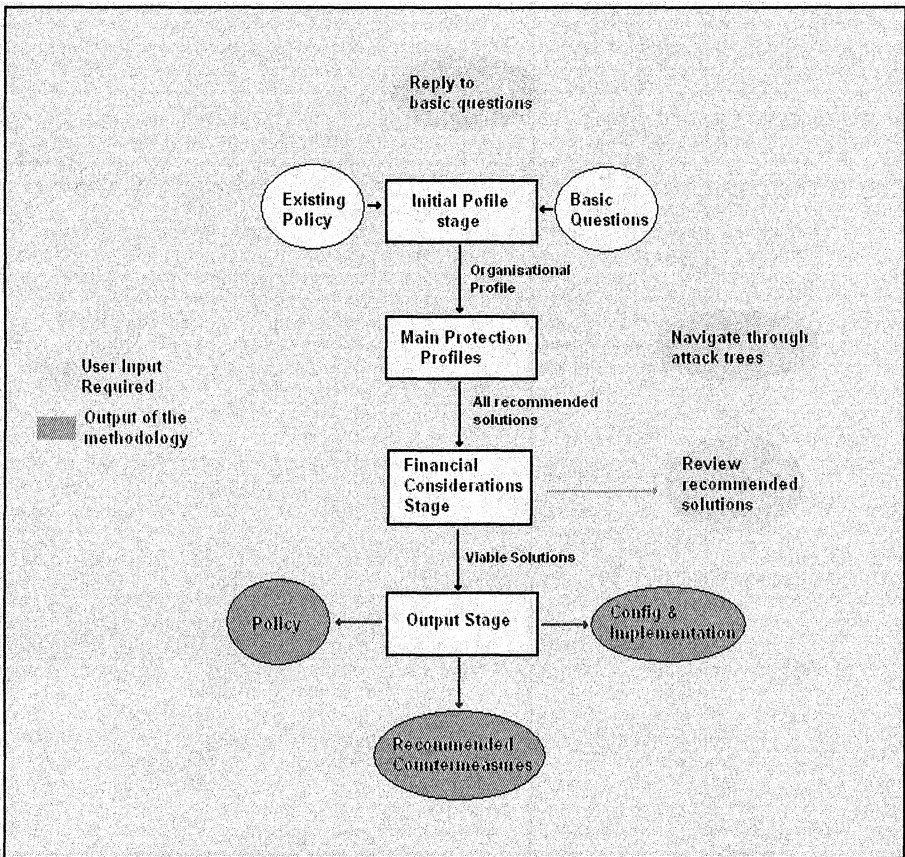 Reply to
basic questions
Existing
Policy
Initial Pofile
stage
Basic
Questions
Organisational
Profile
Main Protection
Profiles
Navigate through
attack trees
User Input
Required
All recommended
solutions
Output of the
methodology
Financial
Considerations
Stage
Review
recommended
solutions
Viable Solutions
Policy
Output Stage
Config &
Implementation
Recommended
Countermeasures